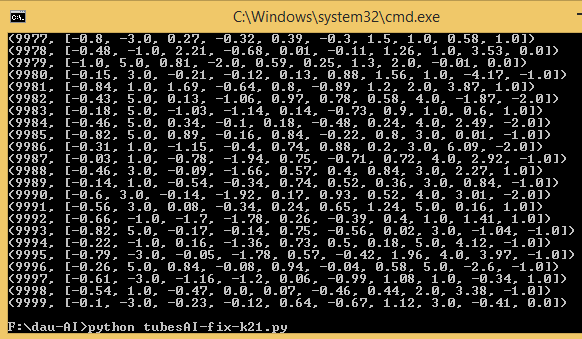 C:\Windows\system32\cmd.exe
(9977, [-0.8, -3.0, 0.27, -0.32, 0.39, -0.3, 1.5, 1.0, 0.58, 1.0])
(9978, [-0.48, -1.0, 2.21, -0.68, 0.01, -0.11, 1.26, 1.0, 3.53, 0.0])
(9979, [-1.0, 5.0, 0.81, -2.0, 0.59, 0.25, 1.3, 2.0, -0.01, 0.0])
(9980, [-0.15, 3.0, -0.21, -0.12, 0.13, 0.88, 1.56, 1.0, -4.17, -1.0])
(9981, [-0.84, 1.0, 1.69, -0.64, 0.8, -0.89, 1.2, 2.0, 3.87, 1.0])
(9982, [-0.43, 5.0, 0.13, -1.06, 0.97, 0.78, 0.58, 4.0, -1.87, -2.0])
(9983, [-0.18, 5.0, -1.03, -1.14, 0.14, -0.73, 0.9, 1.0, 0.6, 1.0])
(9984, [-0.46, 5.0, 0.34, -0.1, 0.18, -0.48, 0.24, 4.0, 2.49, -2.0])
(9985, [-0.82, 5.0, 0.89, -0.16, 0.84, -0.22, 0.8, 3.0, 0.01, -1.0])
(9986, [-0.31, 1.0, -1.15, -0.4, 0.74, 0.88, 0.2, 3.0, 6.09, -2.0])
(9987, [-0.03, 1.0, -0.78, -1.94, 0.75, -0.71, 0.72, 4.0, 2.92, -1.0])
(9988, [-0.46, 3.0, -0.09, -1.66, 0.57, 0.4, 0.84, 3.0, 2.27, 1.0])
(9989, [-0.14, 1.0, -0.54, -0.34, 0.74, 0.52, 0.36, 3.0, 0.84, -1.0])
(9990, [-0.6, 3.0, -0.14, -1.92, 0.17, 0.93, 0.52, 4.0, 3.01, -2.0])
(9991, [-0.56, 3.0, 0.08, -0.34, 0.24, 0.65, 1.24, 5.0, 0.16, 1.0])
(9992, [-0.66, -1.0, -1.7, -1.78, 0.26, -0.39, 0.4, 1.0, 1.41, 1.0])
(9993, [-0.82, 5.0, -0.17, -0.14, 0.75, -0.56, 0.02, 3.0, -1.04, -1.0])
(9994, [-0.22, -1.0, 0.16, -1.36, 0.73, 0.5, 0.18, 5.0, 4.12, -1.0])
(9995, [-0.79, -3.0, -0.05, -1.78, 0.57, -0.42, 1.96, 4.0, 3.97, -1.0])
(9996, [-0.26, 5.0, 0.84, -0.08, 0.94, -0.04, 0.58, 5.0, -2.6, -1.0])
(9997, [-0.61, -3.0, -1.16, -1.2, 0.06, -0.99, 1.08, 1.0, -0.34, 1.0])
(9998, [-0.54, 1.0, -0.47, 0.0, 0.07, -0.46, 0.44, 2.0, 3.38, -1.0])
(9999, [-0.1, -3.0, -0.23, -0.12, 0.64, -0.67, 1.12, 3.0, -0.41, 0.0])
F:\dau-AI>python tubesAI-fix-k21.py